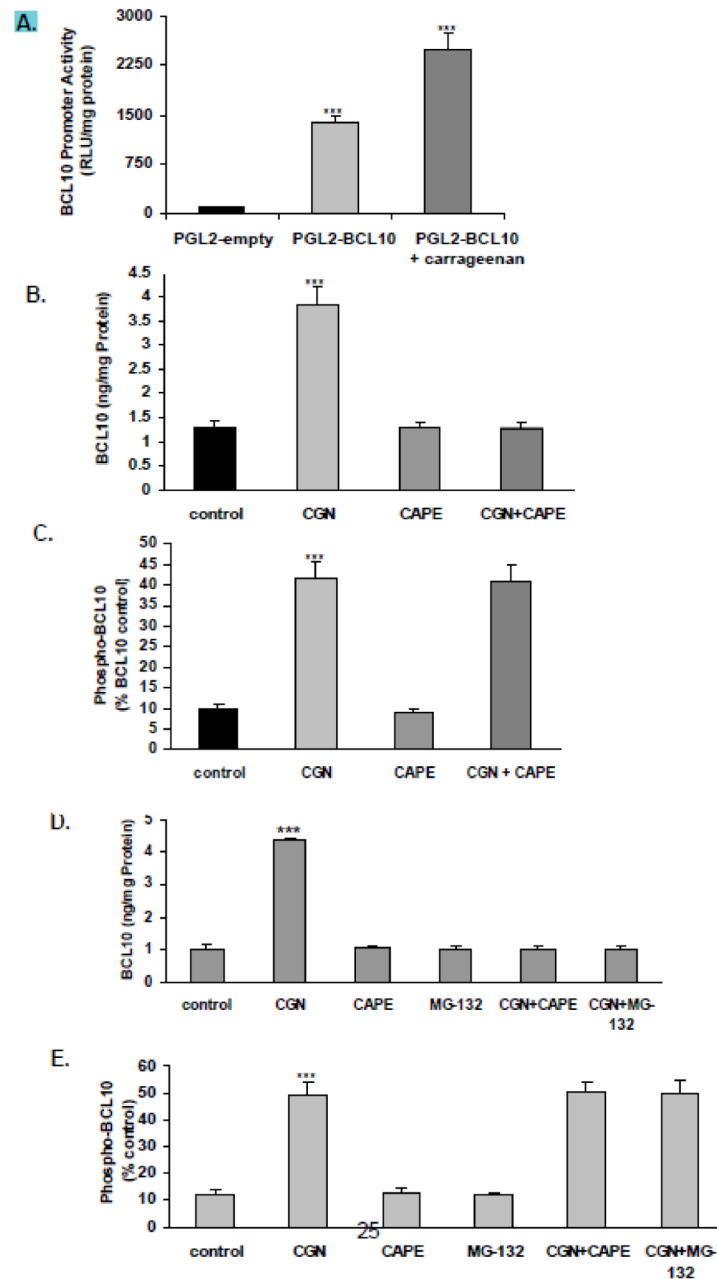 A.
BCL10 Promoter Activity
(RLU/mg protein)
3000
2250
1500
750
0
***
***
PGL2-empty
PGL2-BCL10
PGL2-BCL10
+ carrageenan
B.
BCL10 (ng/mg Protein)
4.5
4
3.5
3
2.5
2
1.5
1
0.5
0
***
control
CGN
CAPE
CGN+CAPE
C.
Phospho-BCL10
(% BCL10 control)
50
45
40
35
30
25
20
15
10
5
0
***
control
CGN
CAPE
CGN + CAPE
D.
BCL10 (ng/mg Protein)
5
4
3
2
1
0
***
control
CGN
CAPE
MG-132
CGN+CAPE
CGN+MG-
132
E.
Phospho-BCL10
(% control)
60
50
40
30
20
10
0
***
25
control
CGN
CAPE
MG-132
CGN+CAPE
CGN+MG-
132